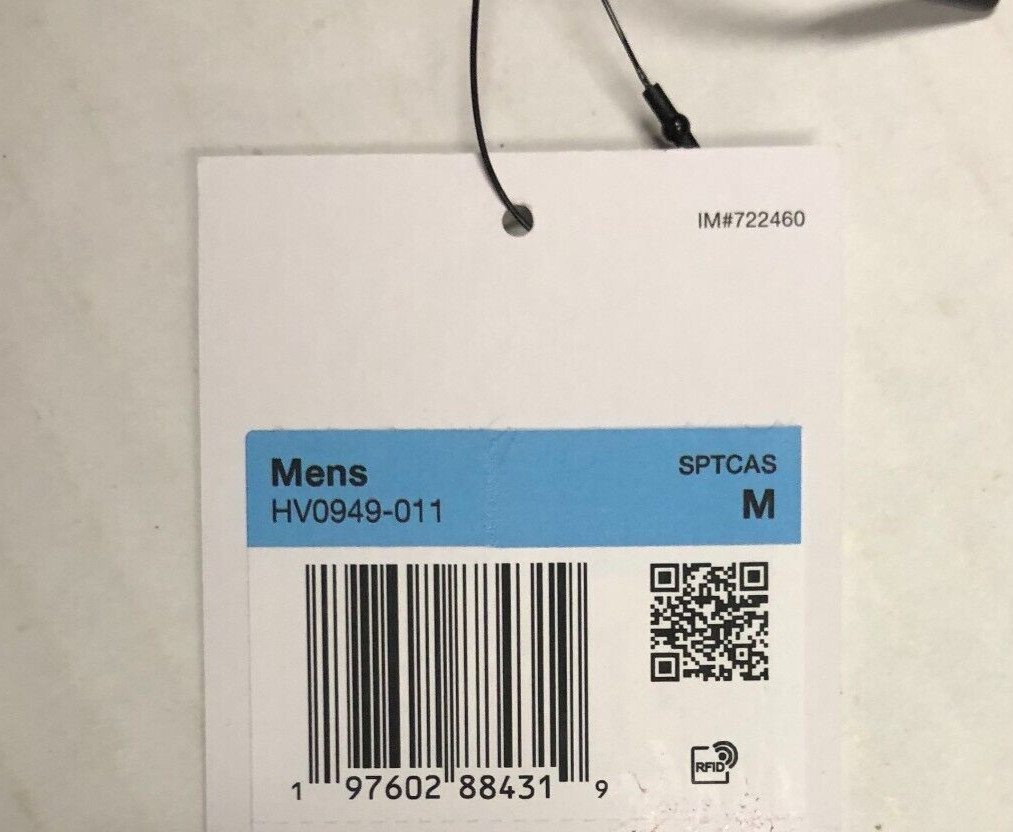 IM#722460
Mens
SPTCAS
HV0949-011
M
1 97602 88431 9
RFID